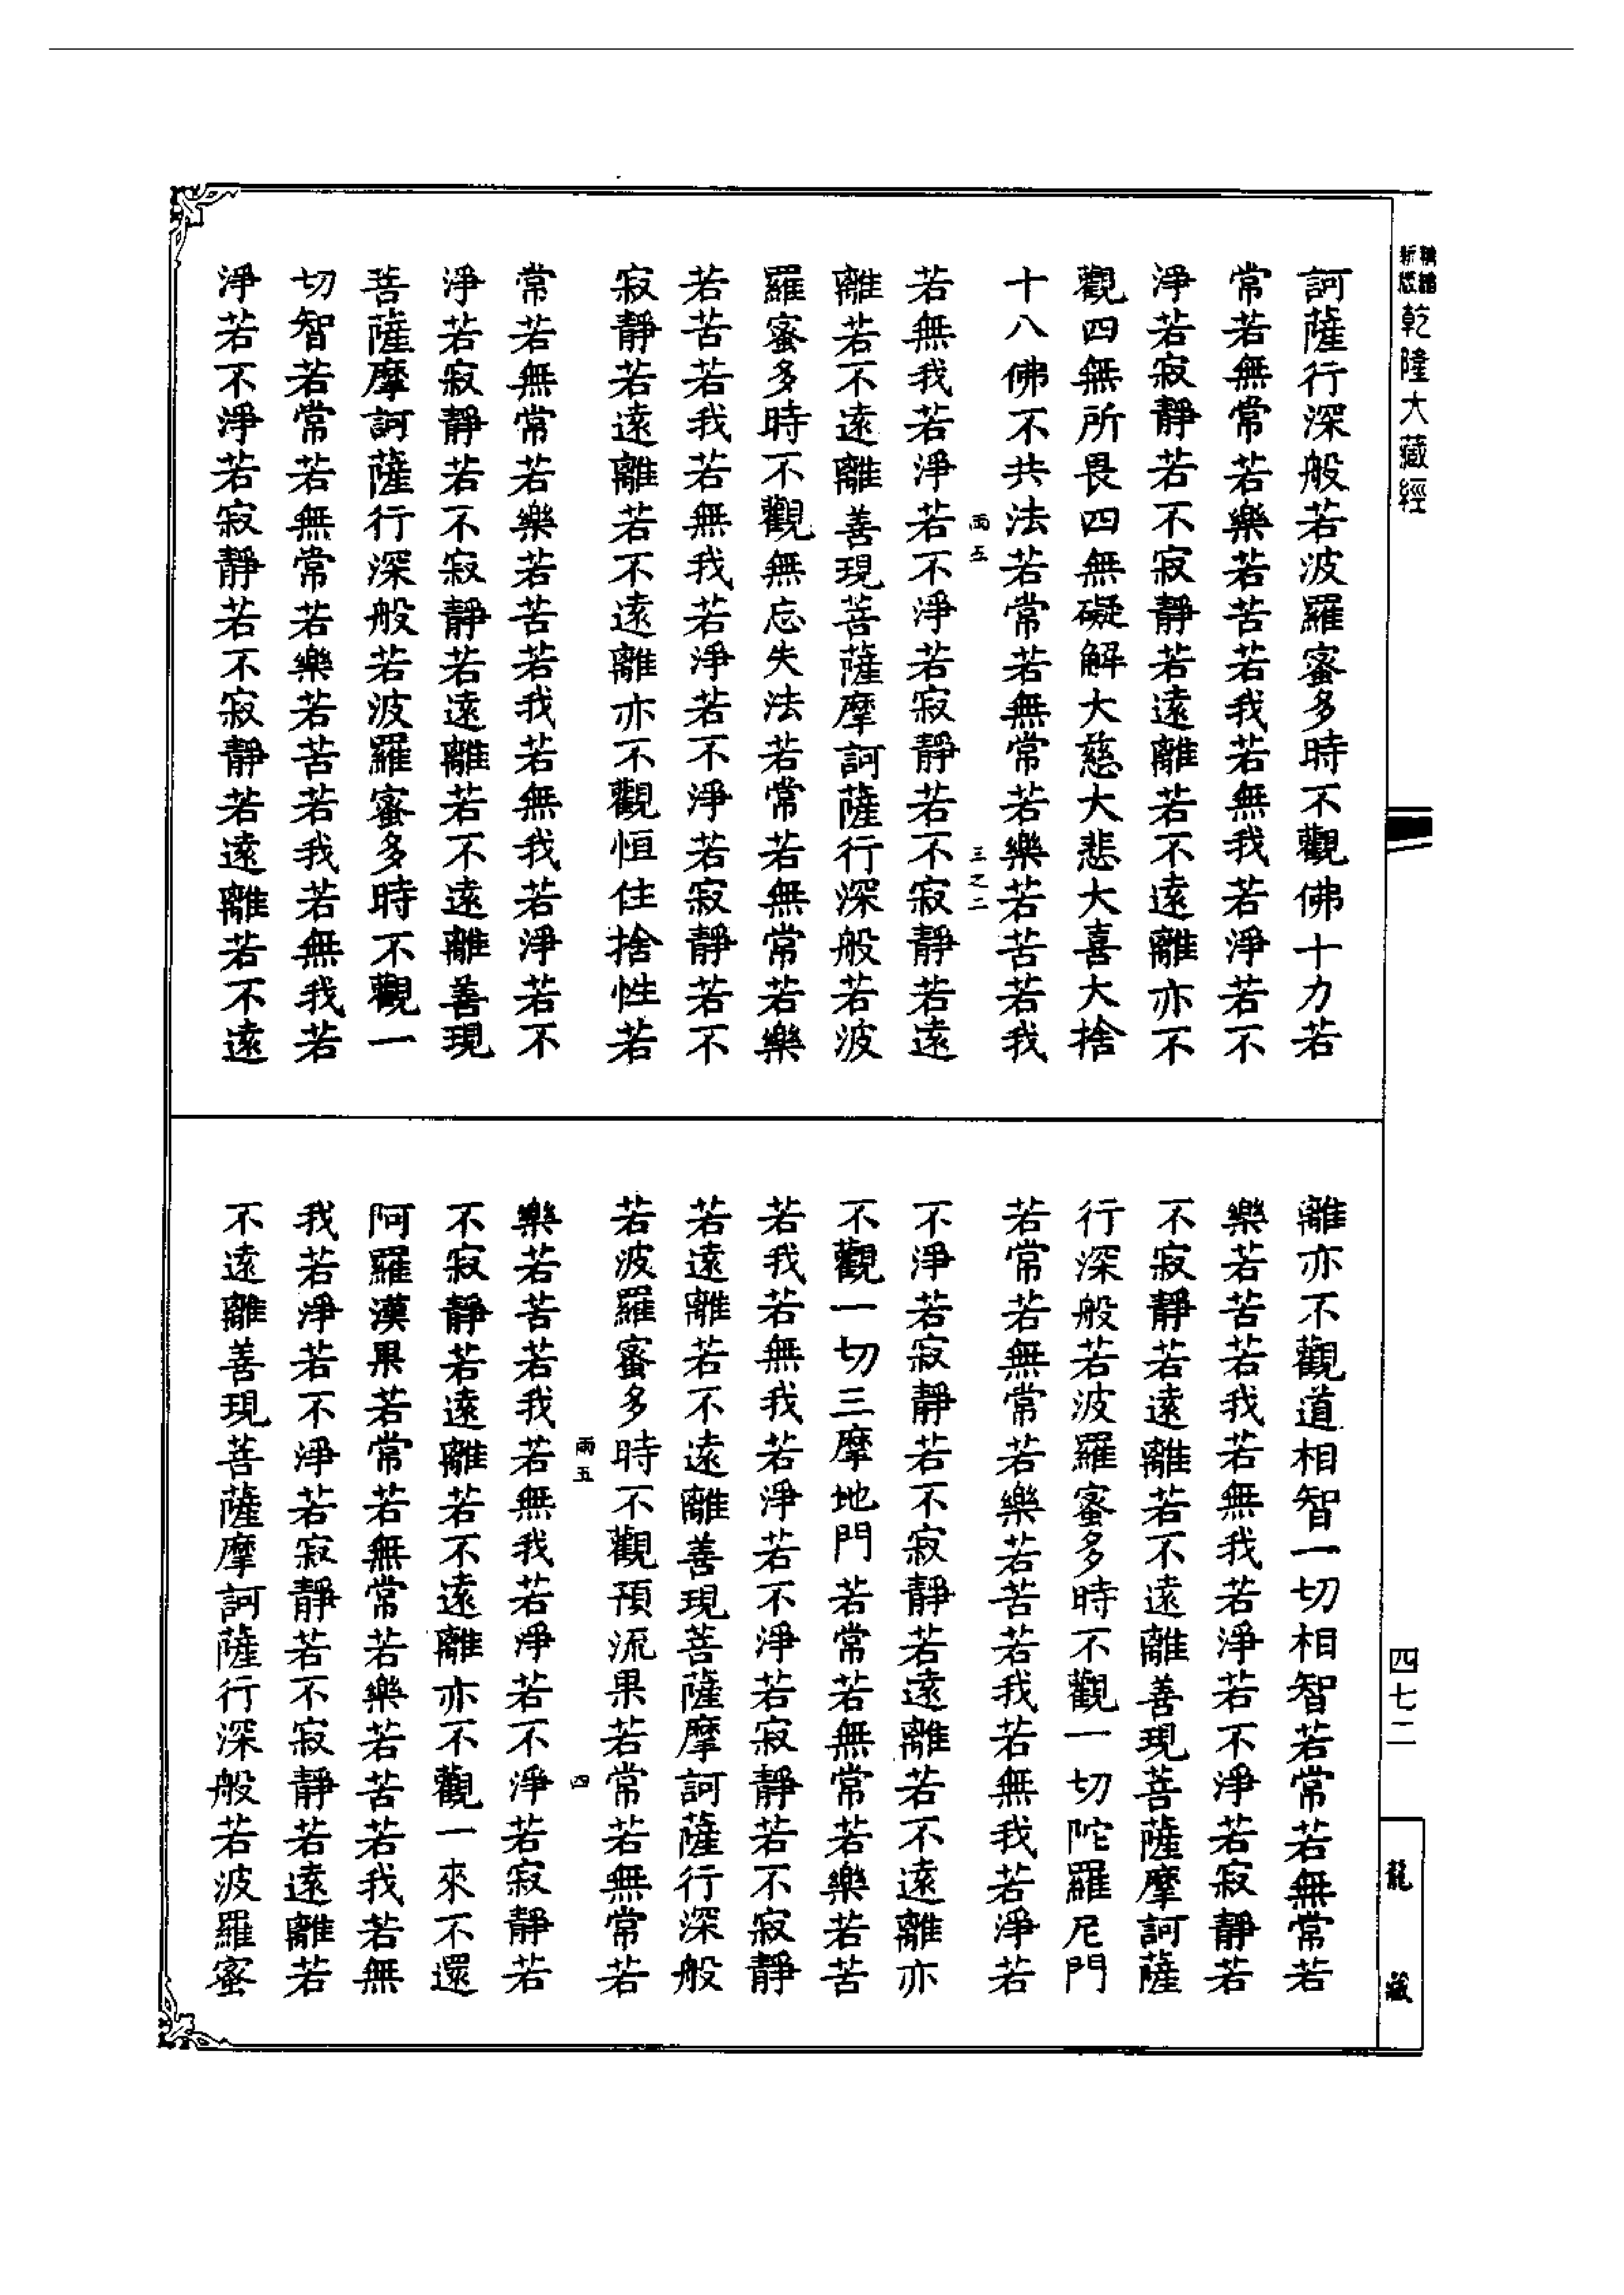 乾隆大藏經
訶薩行深般若波羅蜜多時不觀佛十力若
常若無常若樂若苦若我若無我若淨若不
淨若寂靜若不寂靜若遠離若不遠離亦不
觀四無所畏四無礙解大慈大悲大喜大捨
十八佛不共法若常若無常若樂若苦若我
雨五 三之二
若無我若淨若不淨若寂靜若不寂靜若遠
離若不遠離善現菩薩摩訶薩行深般若波
羅蜜多時不觀無忘失法若常若無常若樂
若苦若我若無我若淨若不淨若寂靜若不
寂靜若遠離若不遠離亦不觀恒住捨性若
常若無常若樂若苦若我若無我若淨若不
淨若寂靜若不寂靜若遠離若不遠離善現
菩薩摩訶薩行深般若波羅蜜多時不觀一
切智若常若無常若樂若苦若我若無我若
淨若不淨若寂靜若不寂靜若遠離若不遠
離亦不觀道相智一切相智若常若無常若
樂若苦若我若無我若淨若不淨若寂靜若
不寂靜若遠離若不遠離善現菩薩摩訶薩
行深般若波羅蜜多時不觀一切陀羅尼門
若常若無常若樂若苦若我若無我若淨若
不淨若寂靜若不寂靜若遠離若不遠離亦
不觀一切三摩地門若常若無常若樂若苦
若我若無我若淨若不淨若寂靜若不寂靜
若遠離若不遠離善現菩薩摩訶薩行深般
若波羅蜜多時不觀預流果若常若無常若
雨五 四
樂若苦若我若無我若淨若不淨若寂靜若
不寂靜若遠離若不遠離亦不觀一來不還
阿羅漢果若常若無常若樂若苦若我若無
我若淨若不淨若寂靜若不寂靜若遠離若
不遠離善現菩薩摩訶薩行深般若波羅蜜
四七二
龍藏